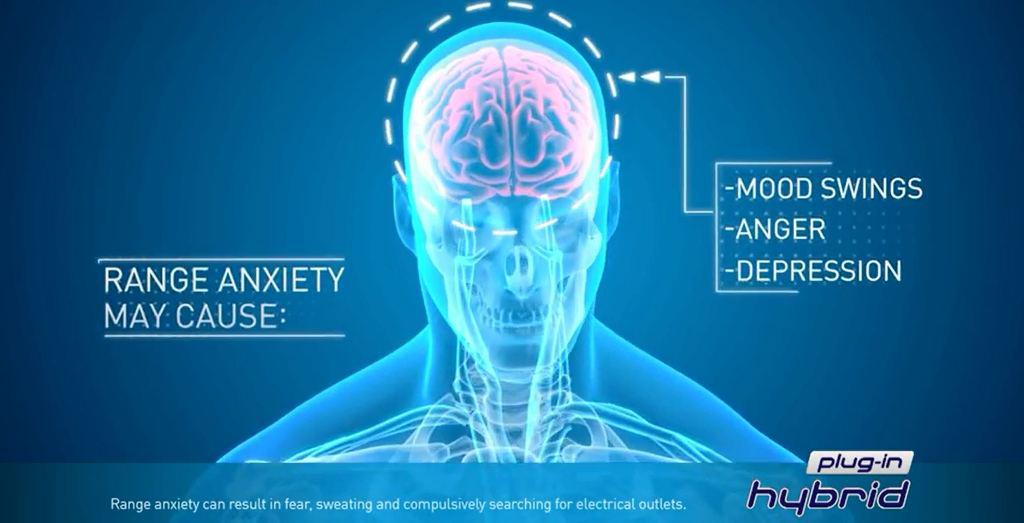 RANGE ANXIETY
MAY CAUSE:
-MOOD SWINGS
-ANGER
-DEPRESSION
Range anxiety can result in fear, sweating and compulsively searching for electrical outlets.
plug-in
hybrid